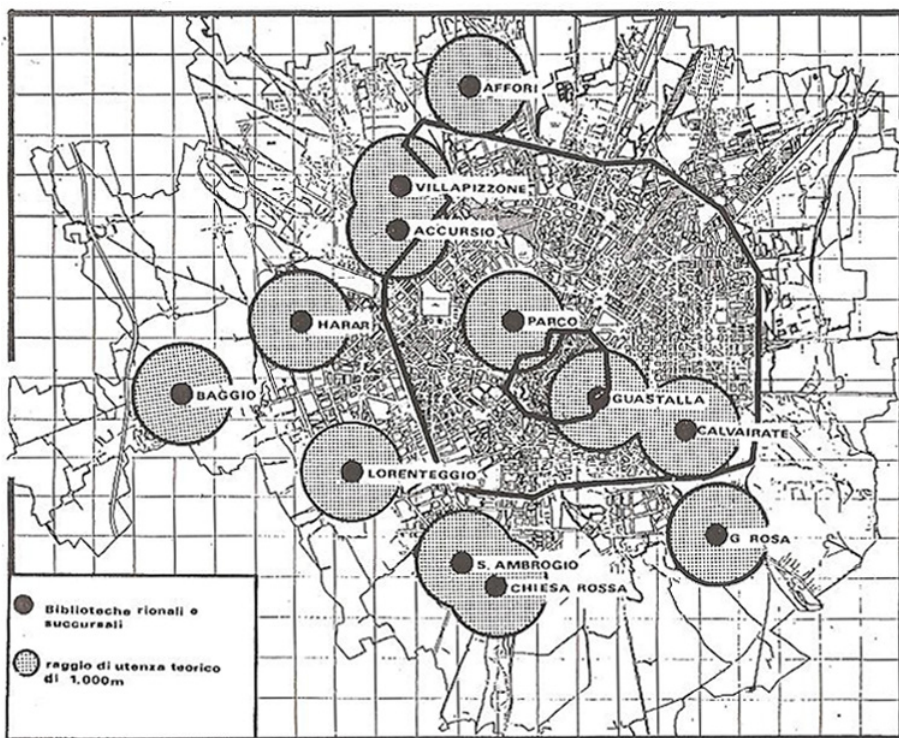 AFFORI
VILLAPIZZONE
ACCURSIO
HARAR
PARCO
BAGGIO
GUASTALLA
CALVAIRATE
LORENTEGGIO
G. ROSA
S. AMBROGIO
CHIESA ROSSA
Biblioteche rionali e
succursali
raggio di utenza teorico
di 1.000m